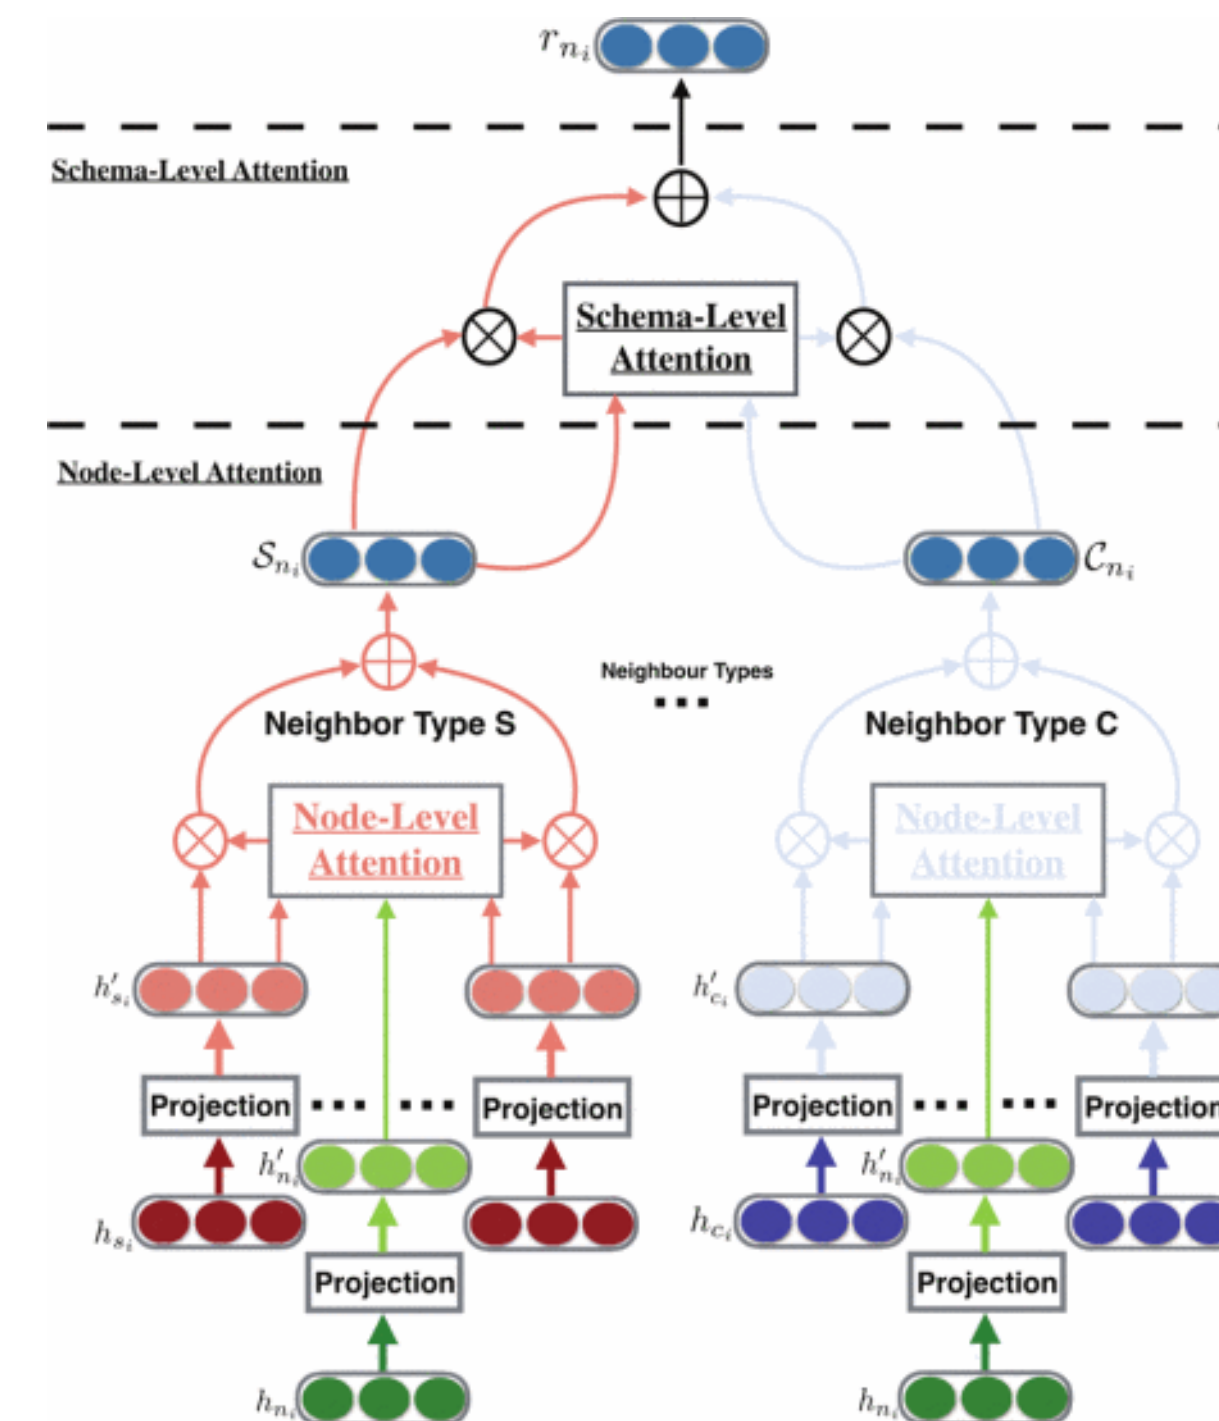 r_{n_i}
Schema-Level Attention
Schema-Level
Attention
Node-Level Attention
𝒮_{n_i}
𝒞_{n_i}
Neighbour Types
Neighbor Type S
Neighbor Type C
Node-Level
Attention
Node-Level
Attention
h'_{s_i}
h'_{c_i}
Projection
Projection
Projection
Projection
h'_{n_i}
h'_{n_i}
h_{s_i}
h_{c_i}
Projection
Projection
h_{n_i}
h_{n_i}